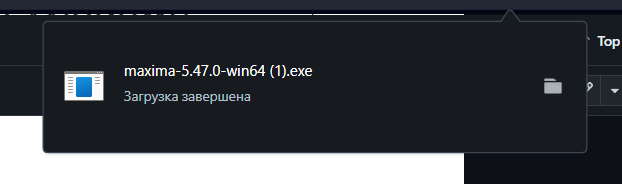 Top
maxima-5.47.0-win64 (1).exe
Загрузка завершена